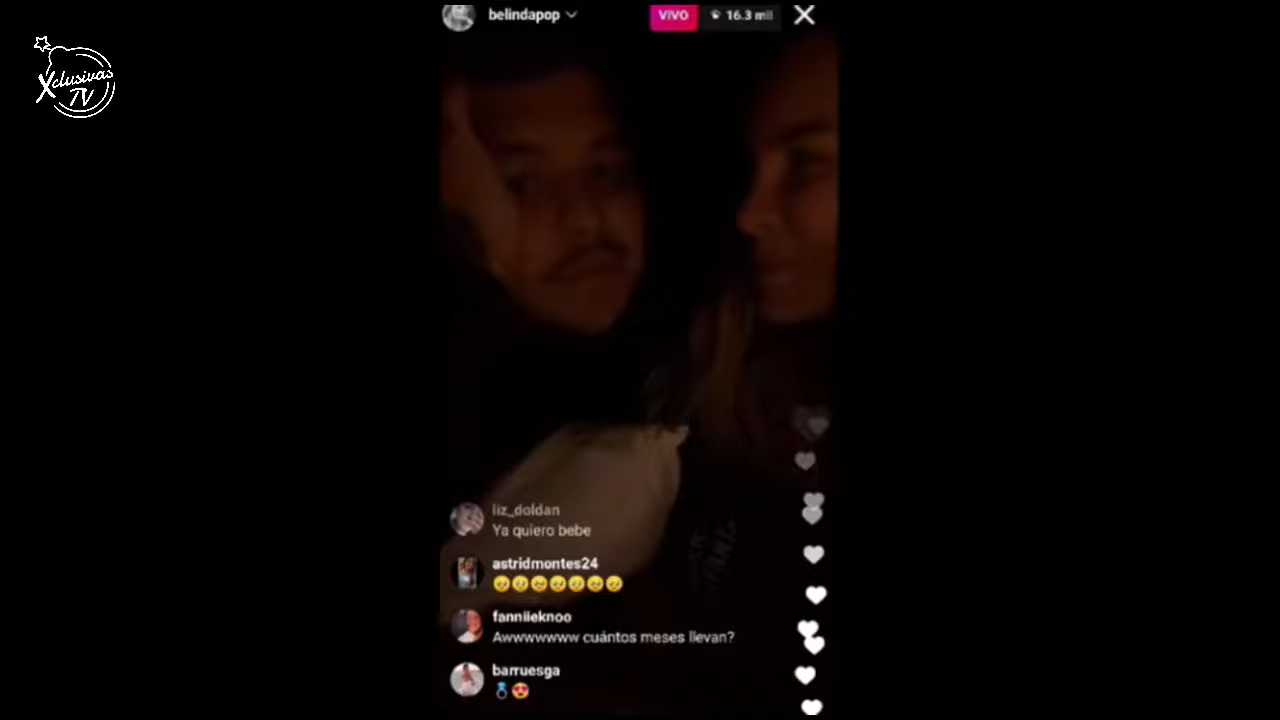 Xclusivas
TV
belindapop
VIVO
16.3 mil
liz_doldan
Ya quiero bebe
astridmontes24
🥺🥺🥺🥺🥺🥺🥺
fanniieknoo
Awwwwwww cuántos meses llevan?
barruesga
💍😍